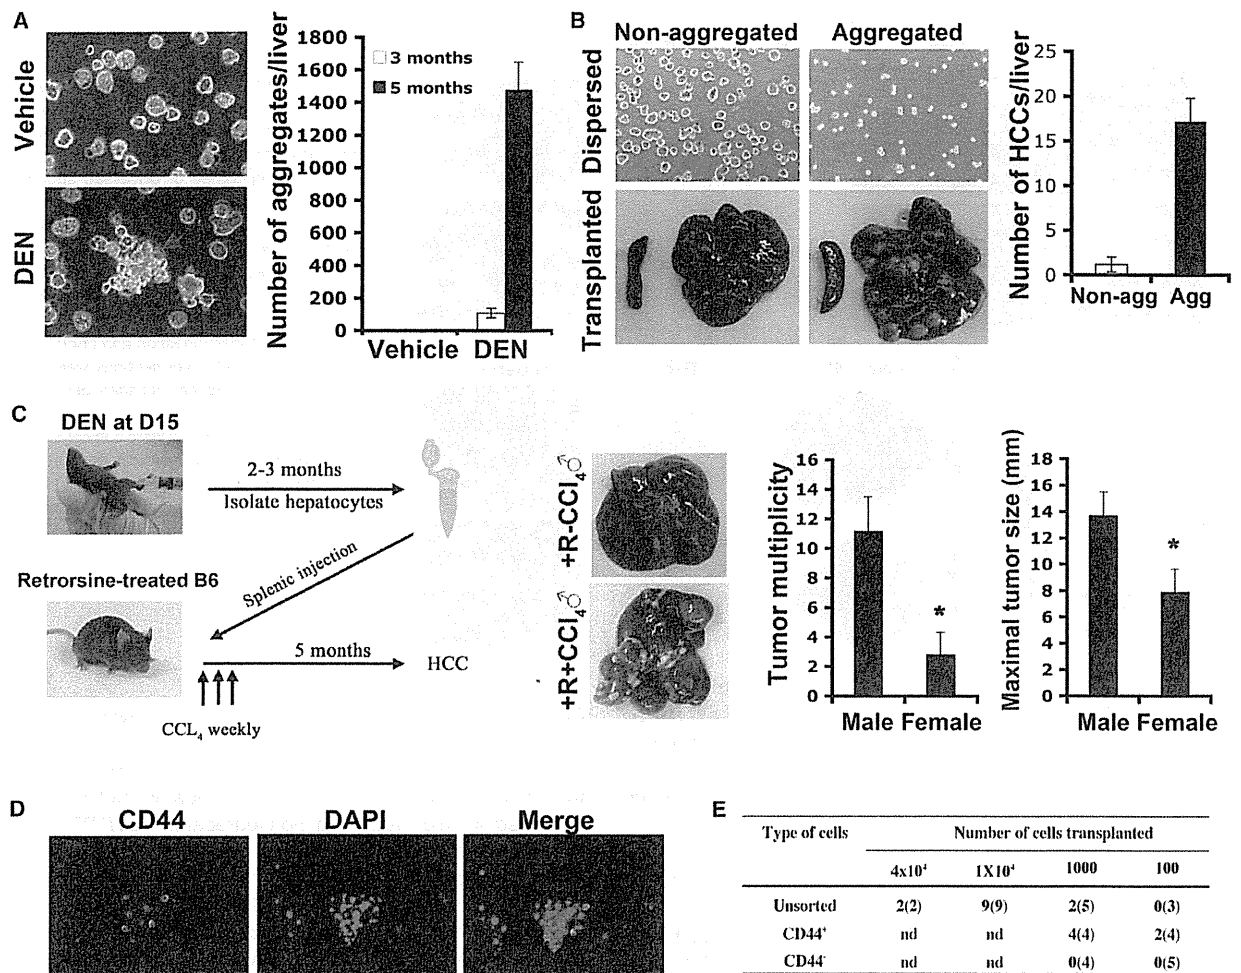 A
Vehicle
DEN
Number of aggregates/liver
1800
1600
1400
1200
1000
800
600
400
200
0
3 months
5 months
Vehicle DEN
B
Non-aggregated Aggregated
Dispersed
Transplanted
Number of HCCs/liver
25
20
15
10
5
0
Non-agg Agg
C
DEN at D15
2-3 months
Isolate hepatocytes
Splenic injection
Retrorsine-treated B6
5 months
HCC
CCL4 weekly
+R-CCl4♂
+R+CCl4♂
Tumor multiplicity
16
14
12
10
8
6
4
2
0
*
Male Female
Maximal tumor size (mm)
18
16
14
12
10
8
6
4
2
0
*
Male Female
D
CD44 DAPI Merge
E
Type of cells Number of cells transplanted
4x10⁴ 1X10⁴ 1000 100
Unsorted 2(2) 9(9) 2(5) 0(3)
CD44⁺ nd nd 4(4) 2(4)
CD44⁻ nd nd 0(4) 0(5)